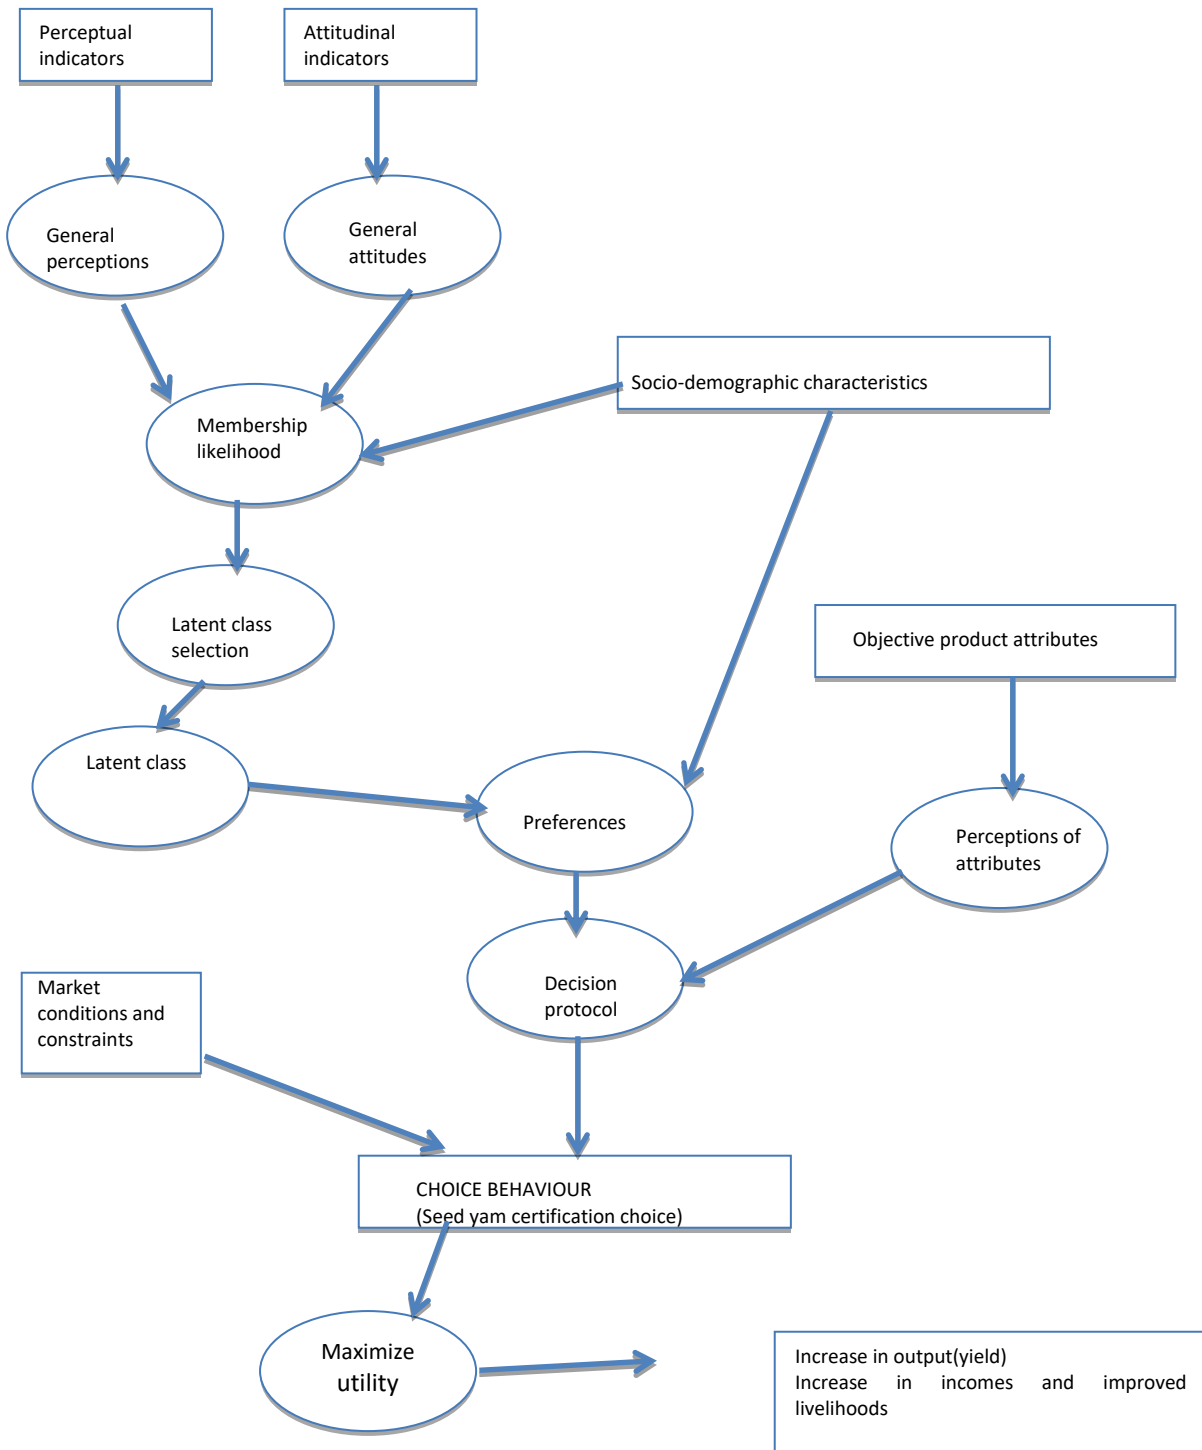 Perceptual
indicators
Attitudinal
indicators
General
perceptions
General
attitudes
Socio-demographic characteristics
Membership
likelihood
Latent class
selection
Objective product attributes
Latent class
Preferences
Perceptions of
attributes
Market
conditions and
constraints
Decision
protocol
CHOICE BEHAVIOUR
(Seed yam certification choice)
Maximize
utility
Increase in output(yield)
Increase in incomes and improved
livelihoods